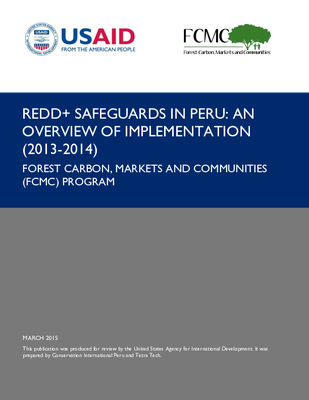 USAID
FROM THE AMERICAN PEOPLE
FCMC
Forest Carbon, Markets and Communities
REDD+ SAFEGUARDS IN PERU: AN
OVERVIEW OF IMPLEMENTATION
(2013-2014)
FOREST CARBON, MARKETS AND COMMUNITIES
(FCMC) PROGRAM
MARCH 2015
This publication was produced for review by the United States Agency for International Development. It was
prepared by Conservation International Peru and Tetra Tech.